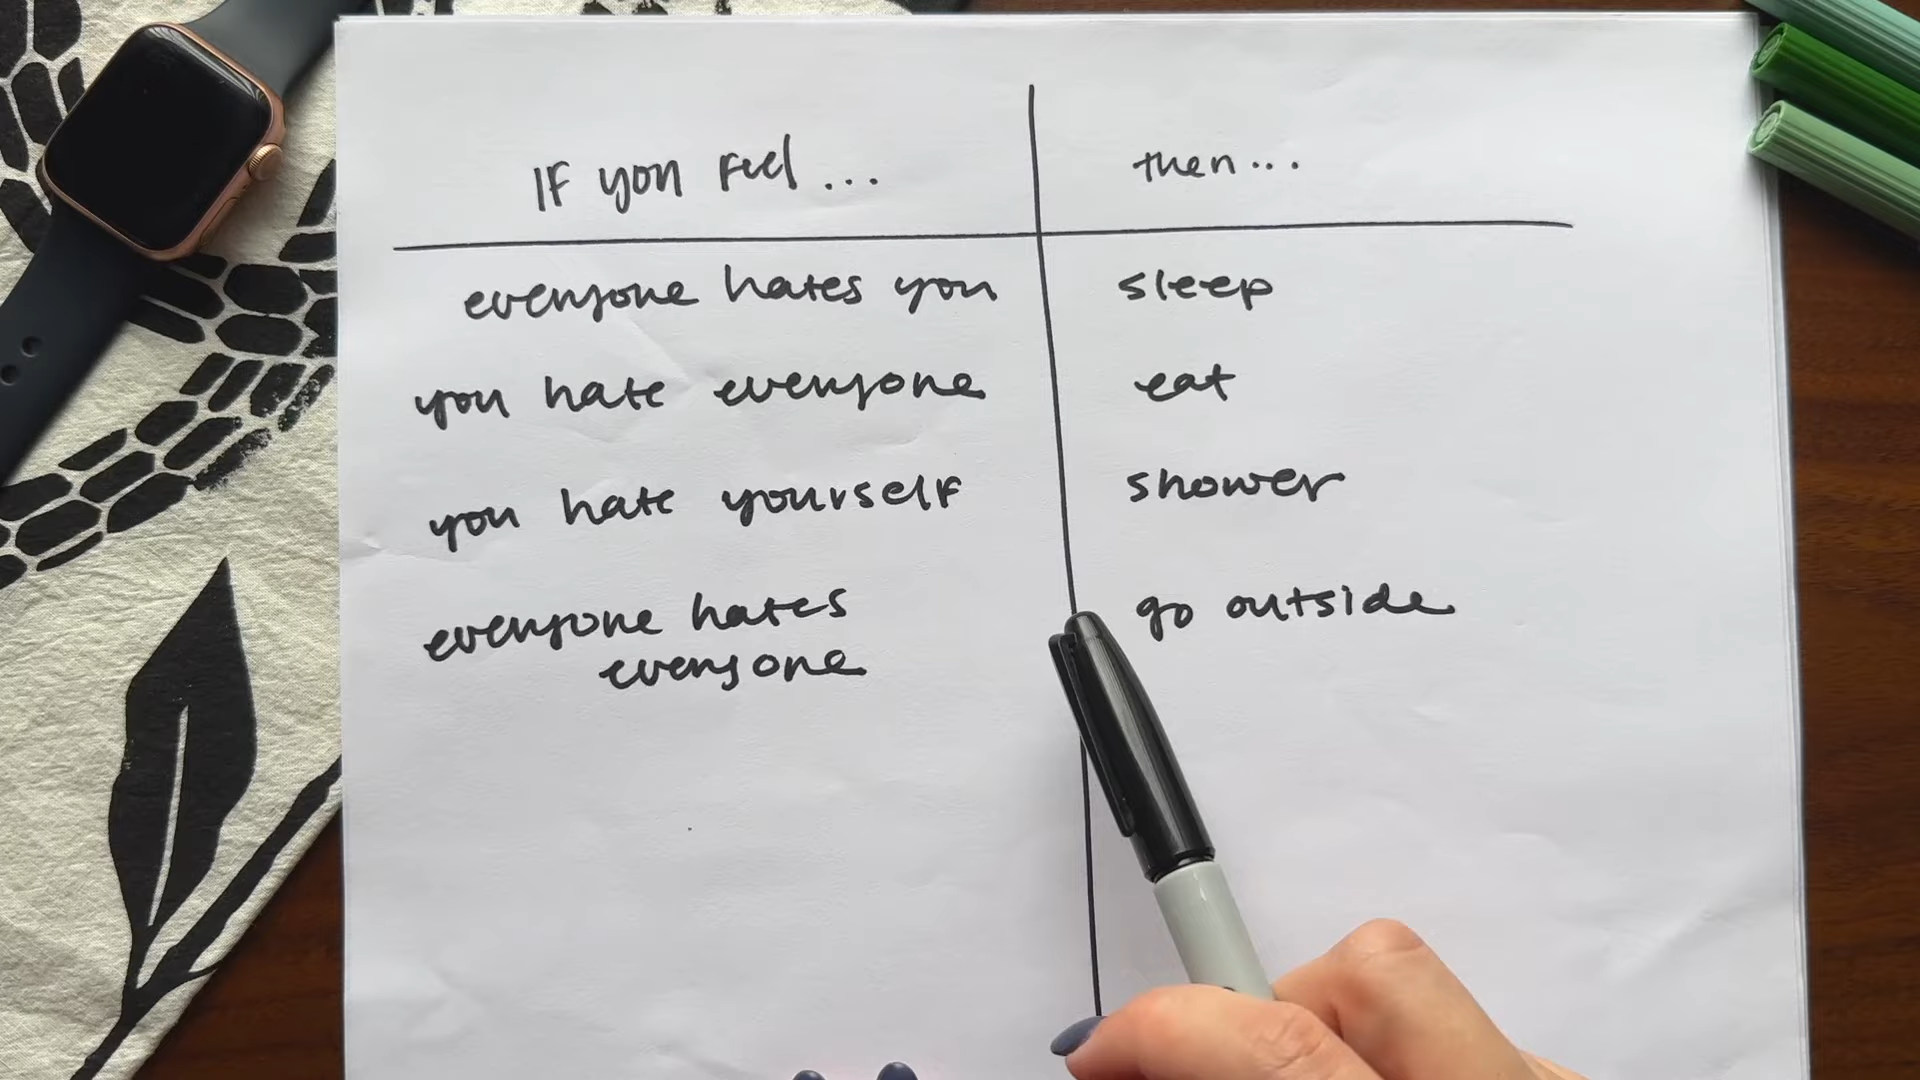 IF you Feel... then...
everyone hates you sleep
you hate everyone eat
you hate yourself shower
everyone hates go outside
everyone